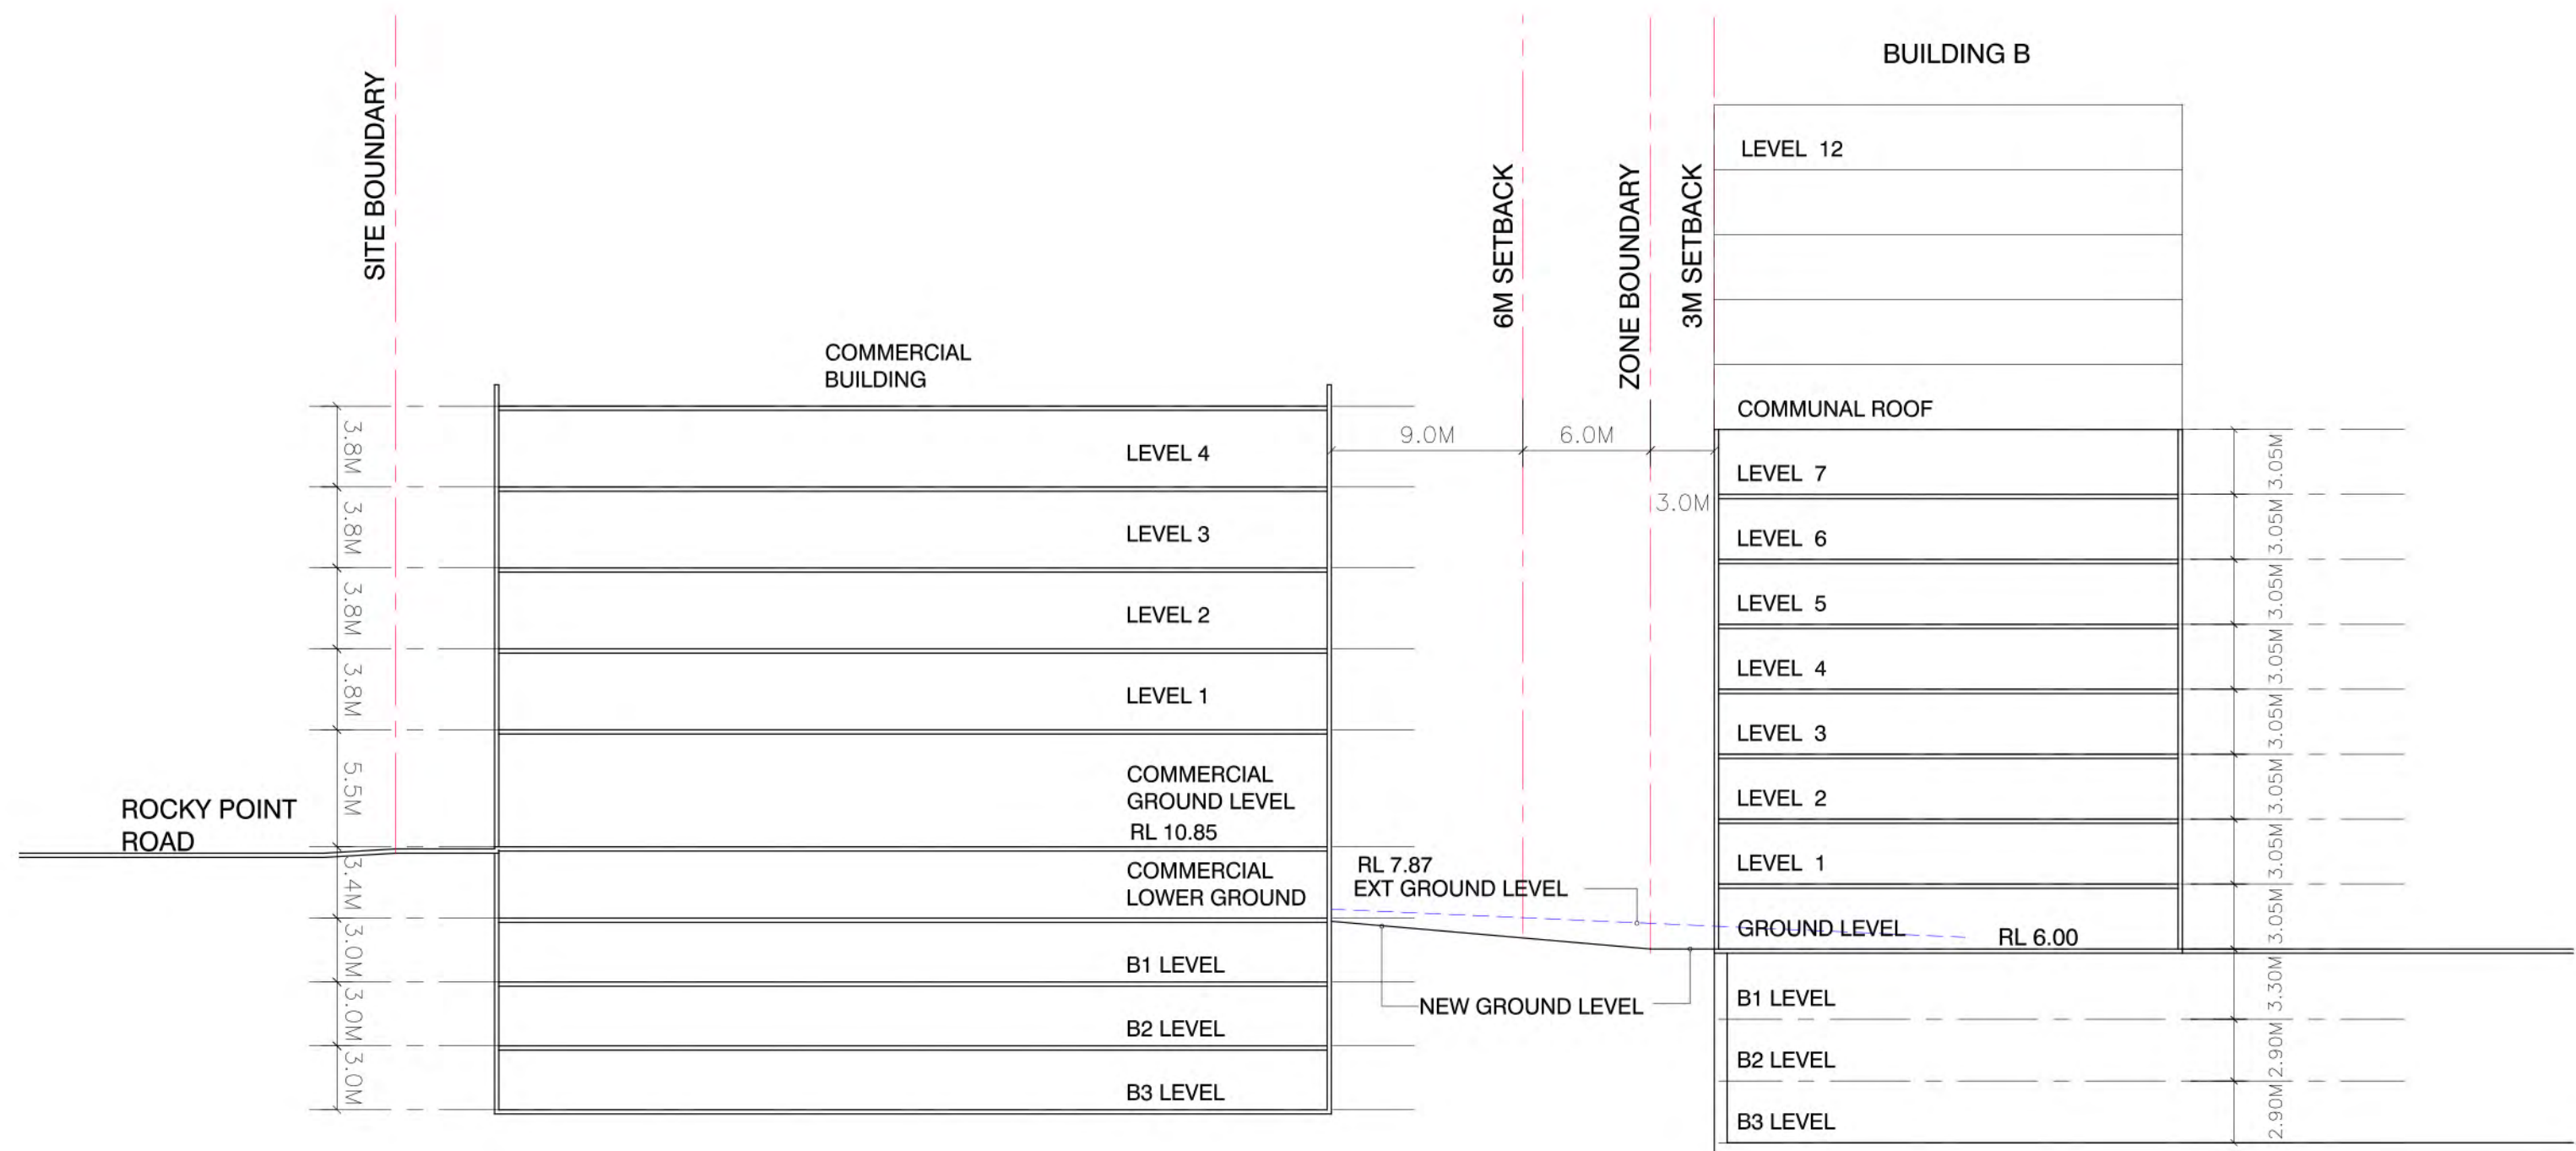 BUILDING B
SITE BOUNDARY
6M SETBACK
ZONE BOUNDARY
3M SETBACK
LEVEL 12
COMMERCIAL
BUILDING
COMMUNAL ROOF
3.8M
3.8M
3.8M
3.8M
5.5M
3.4M
3.0M
3.0M
3.0M
LEVEL 4
LEVEL 3
LEVEL 2
LEVEL 1
COMMERCIAL
GROUND LEVEL
RL 10.85
COMMERCIAL
LOWER GROUND
B1 LEVEL
B2 LEVEL
B3 LEVEL
ROCKY POINT
ROAD
9.0M
6.0M
3.0M
RL 7.87
EXT GROUND LEVEL
NEW GROUND LEVEL
LEVEL 7
LEVEL 6
LEVEL 5
LEVEL 4
LEVEL 3
LEVEL 2
LEVEL 1
GROUND LEVEL
RL 6.00
B1 LEVEL
B2 LEVEL
B3 LEVEL
3.05M
3.05M
3.05M
3.05M
3.05M
3.05M
3.05M
3.05M
3.30M
2.90M
2.90M